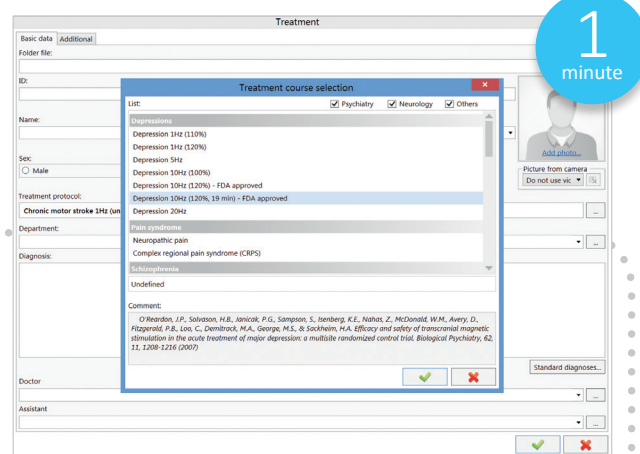 Treatment
1
minute
Basic data Additional
Folder file:
ID:
Treatment course selection
List:
Psychiatry Neurology Others
Depressions
Depression 1Hz (110%)
Depression 1Hz (120%)
Depression 5Hz
Depression 10Hz (100%)
Depression 10Hz (120%) - FDA approved
Depression 10Hz (120%, 19 min) - FDA approved
Depression 20Hz
Pain syndrome
Neuropathic pain
Complex regional pain syndrome (CRPS)
Schizophrenia
Undefined
Comment:
O'Reardon, J.P., Solvason, H.B., Janicak, P.G., Sampson, S., Isenberg, K.E., Nahas, Z., McDonald, W.M., Avery, D.,
Fitzgerald, P.B., Loo, C., Demitrack, M.A., George, M.S., & Sackheim, H.A. Efficacy and safety of transcranial magnetic
stimulation in the acute treatment of major depression: a multisite randomized control trial. Biological Psychiatry, 62,
11, 1208-1216 (2007)
Name:
Add photo...
Sex:
Male
Picture from camera
Do not use vic
Treatment protocol:
Chronic motor stroke 1Hz (un
...
Department:
...
Diagnosis:
Standard diagnoses...
Doctor
...
Assistant
...